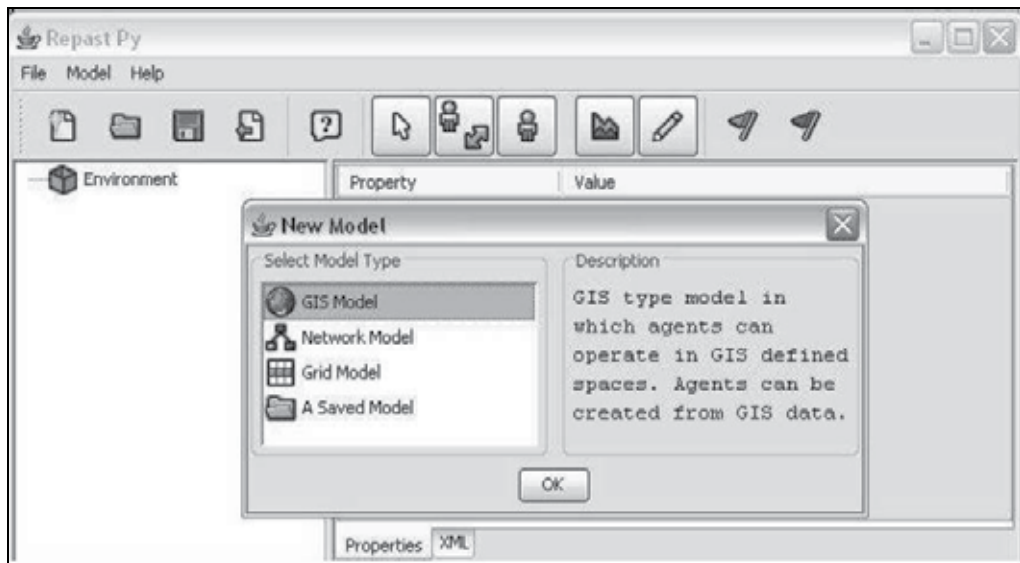 Repast Py
File Model Help
?
Environment
Property Value
New Model
Select Model Type
GIS Model
Network Model
Grid Model
A Saved Model
Description
GIS type model in
which agents can
operate in GIS defined
spaces. Agents can be
created from GIS data.
OK
Properties XML